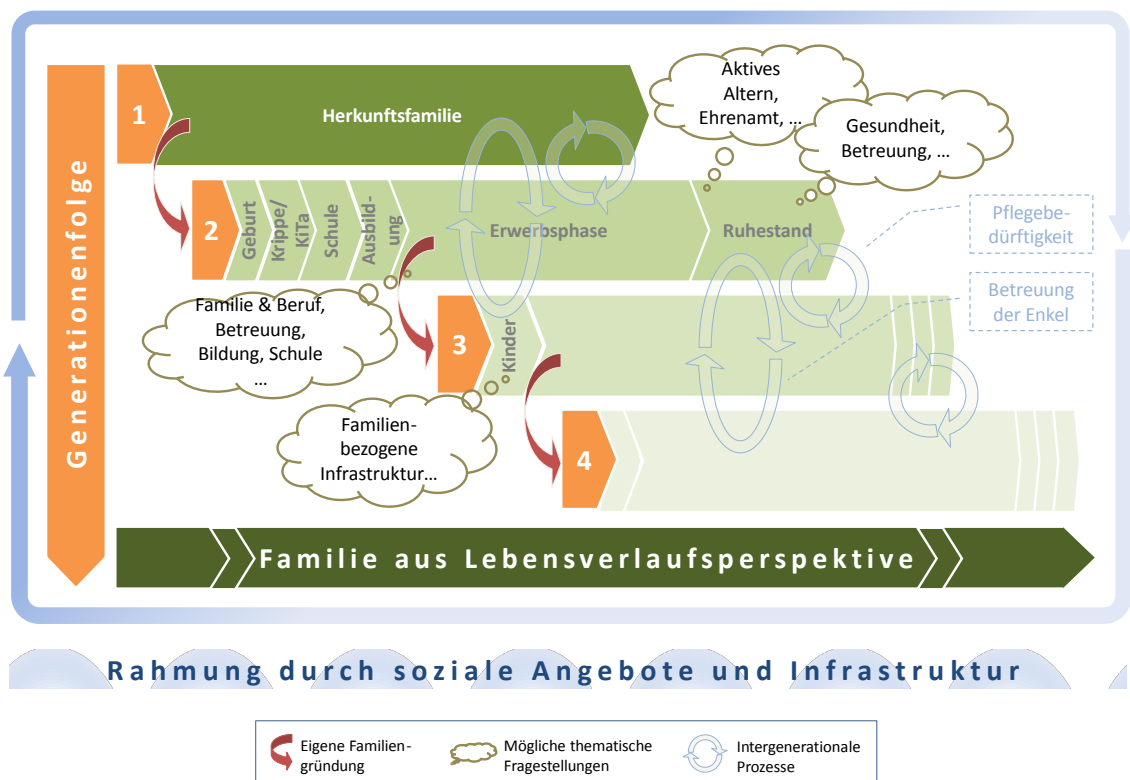 Generationenfolge
1
Herkunftsfamilie
Aktives
Altern,
Ehrenamt, ...
Gesundheit,
Betreuung, ...
2
Geburt
Krippe/
KiTa
Schule
Ausbild-
ung
Erwerbsphase
Ruhestand
Pflegebe-
dürftigkeit
Betreuung
der Enkel
Familie & Beruf,
Betreuung,
Bildung, Schule
...
3
Kinder
Familien-
bezogene
Infrastruktur...
4
Familie aus Lebensverlaufsperspektive
Rahmung durch soziale Angebote und Infrastruktur
Eigene Familien-
gründung
Mögliche thematische
Fragestellungen
Intergenerationale
Prozesse